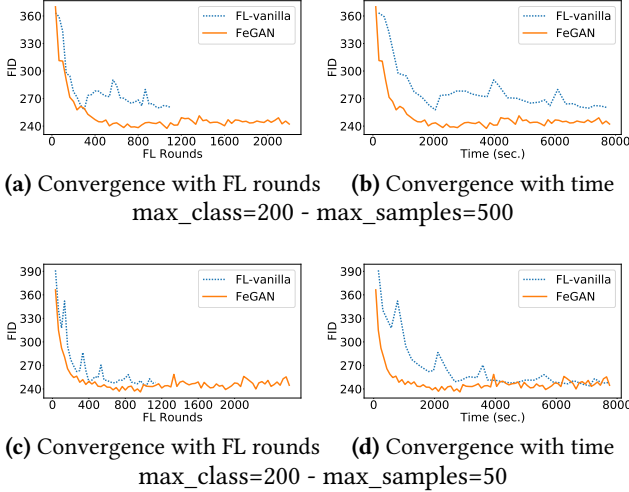 360
330
300
270
240
FID
FL-vanilla
FeGAN
0 400 800 1200 1600 2000
FL Rounds
360
330
300
270
240
FID
FL-vanilla
FeGAN
0 2000 4000 6000 8000
Time (sec.)
(a) Convergence with FL rounds
(b) Convergence with time
max_class=200 - max_samples=500
390
360
330
300
270
240
FID
FL-vanilla
FeGAN
0 400 800 1200 1600 2000
FL Rounds
390
360
330
300
270
240
FID
FL-vanilla
FeGAN
0 2000 4000 6000 8000
Time (sec.)
(c) Convergence with FL rounds
(d) Convergence with time
max_class=200 - max_samples=50